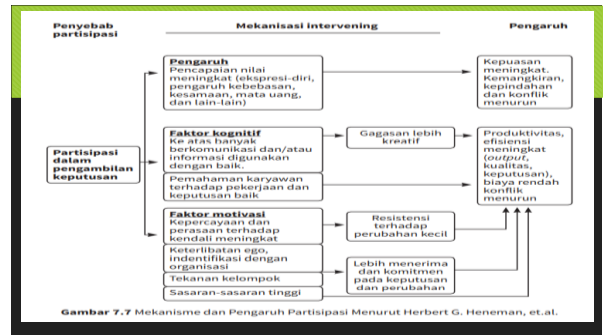 Penyebab
partisipasi
Mekanisasi intervening
Pengaruh
Partisipasi
dalam
pengambilan
keputusan
Pengaruh
Pencapaian nilai
meningkat (ekspresi-diri,
pengaruh kebebasan,
kesamaan, mata uang,
dan lain-lain)
Kepuasan
meningkat.
Kemangkiran,
kepindahan
dan konflik
menurun
Faktor kognitif
Ke atas banyak
berkomunikasi dan/atau
informasi digunakan
dengan baik.
Pemahaman karyawan
terhadap pekerjaan dan
keputusan baik
Gagasan lebih
kreatif
Produktivitas,
efisiensi
meningkat
(output,
kualitas,
keputusan),
biaya rendah
konflik
menurun
Faktor motivasi
Kepercayaan dan
perasaan terhadap
kendali meningkat
Keterlibatan ego,
indentifikasi dengan
organisasi
Tekanan kelompok
Sasaran-sasaran tinggi
Resistensi
terhadap
perubahan kecil
Lebih menerima
dan komitmen
pada keputusan
dan perubahan
Gambar 7.7 Mekanisme dan Pengaruh Partisipasi Menurut Herbert G. Heneman, et.al.